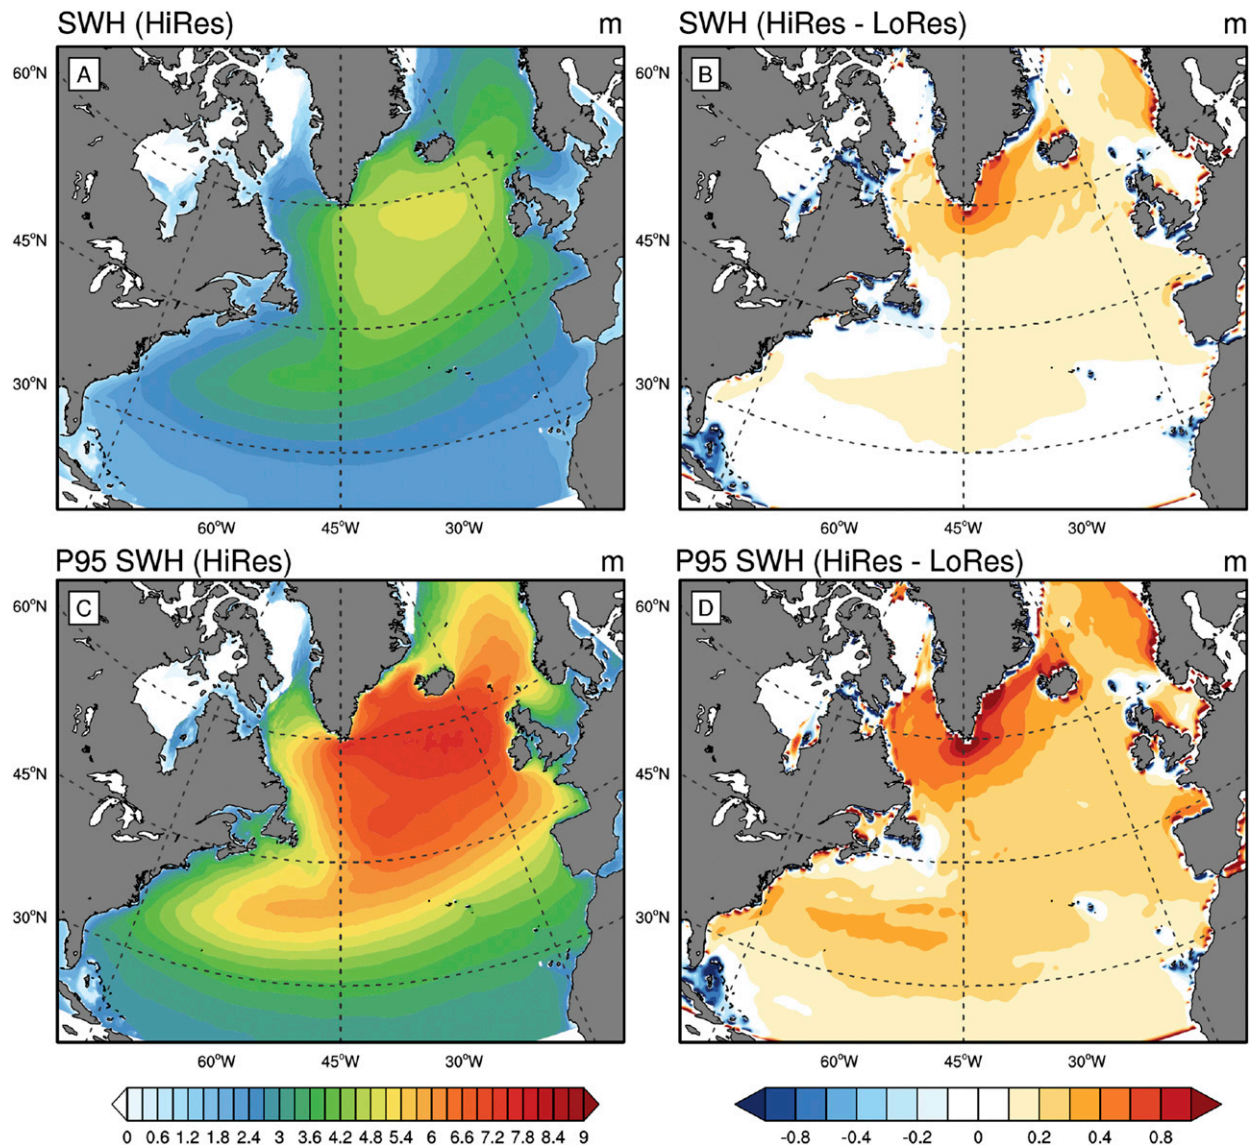 SWH (HiRes) m
SWH (HiRes - LoRes) m
A
B
60°N
45°N
30°N
60°N
45°N
30°N
60°W 45°W 30°W
60°W 45°W 30°W
P95 SWH (HiRes) m
P95 SWH (HiRes - LoRes) m
C
D
60°N
45°N
30°N
60°N
45°N
30°N
60°W 45°W 30°W
60°W 45°W 30°W
0 0.6 1.2 1.8 2.4 3 3.6 4.2 4.8 5.4 6 6.6 7.2 7.8 8.4 9
-0.8 -0.4 -0.2 0 0.2 0.4 0.8